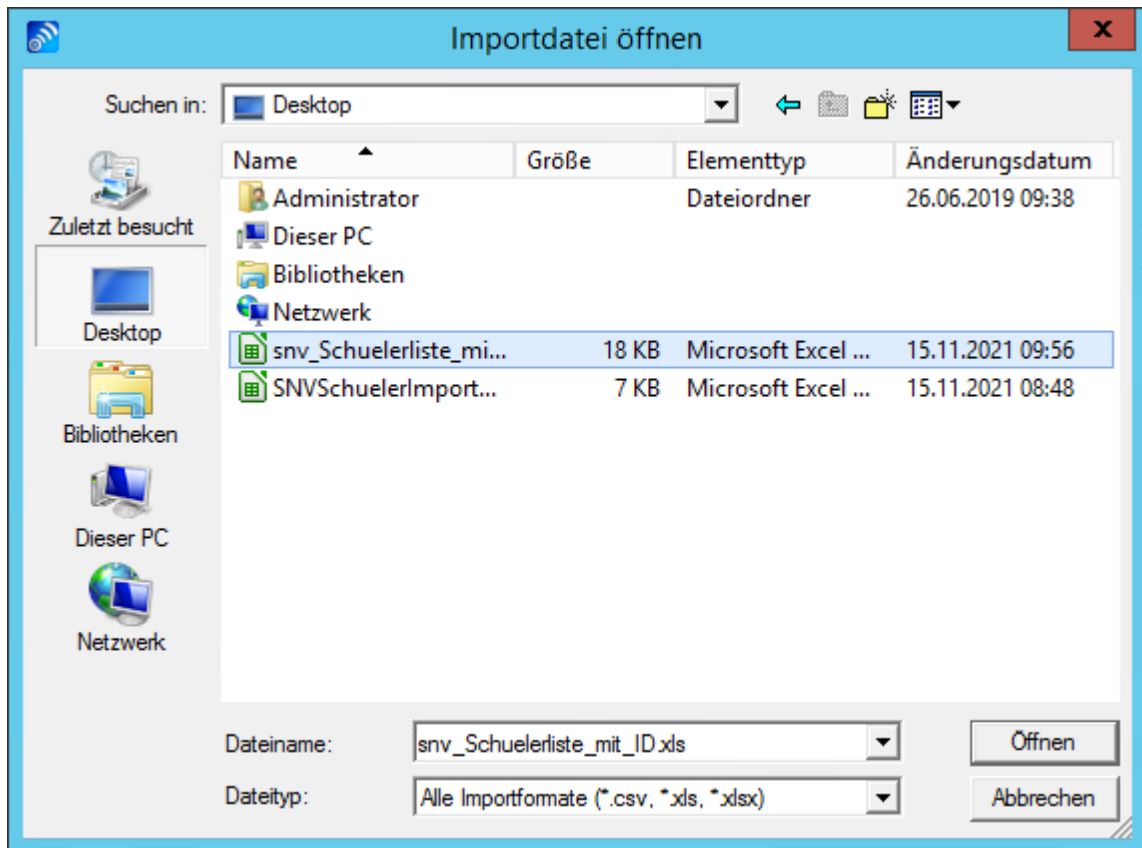 Importdatei öffnen
x
Suchen in: Desktop
Name Größe Elementtyp Änderungsdatum
Administrator Dateiordner 26.06.2019 09:38
Dieser PC
Bibliotheken
Netzwerk
snv_Schuelerliste_mi... 18 KB Microsoft Excel ... 15.11.2021 09:56
SNVSchuelerImport... 7 KB Microsoft Excel ... 15.11.2021 08:48
Zuletzt besucht
Desktop
Bibliotheken
Dieser PC
Netzwerk
Dateiname: snv_Schuelerliste_mit_ID.xls Öffnen
Dateityp: Alle Importformate (*.csv, *.xls, *.xlsx) Abbrechen